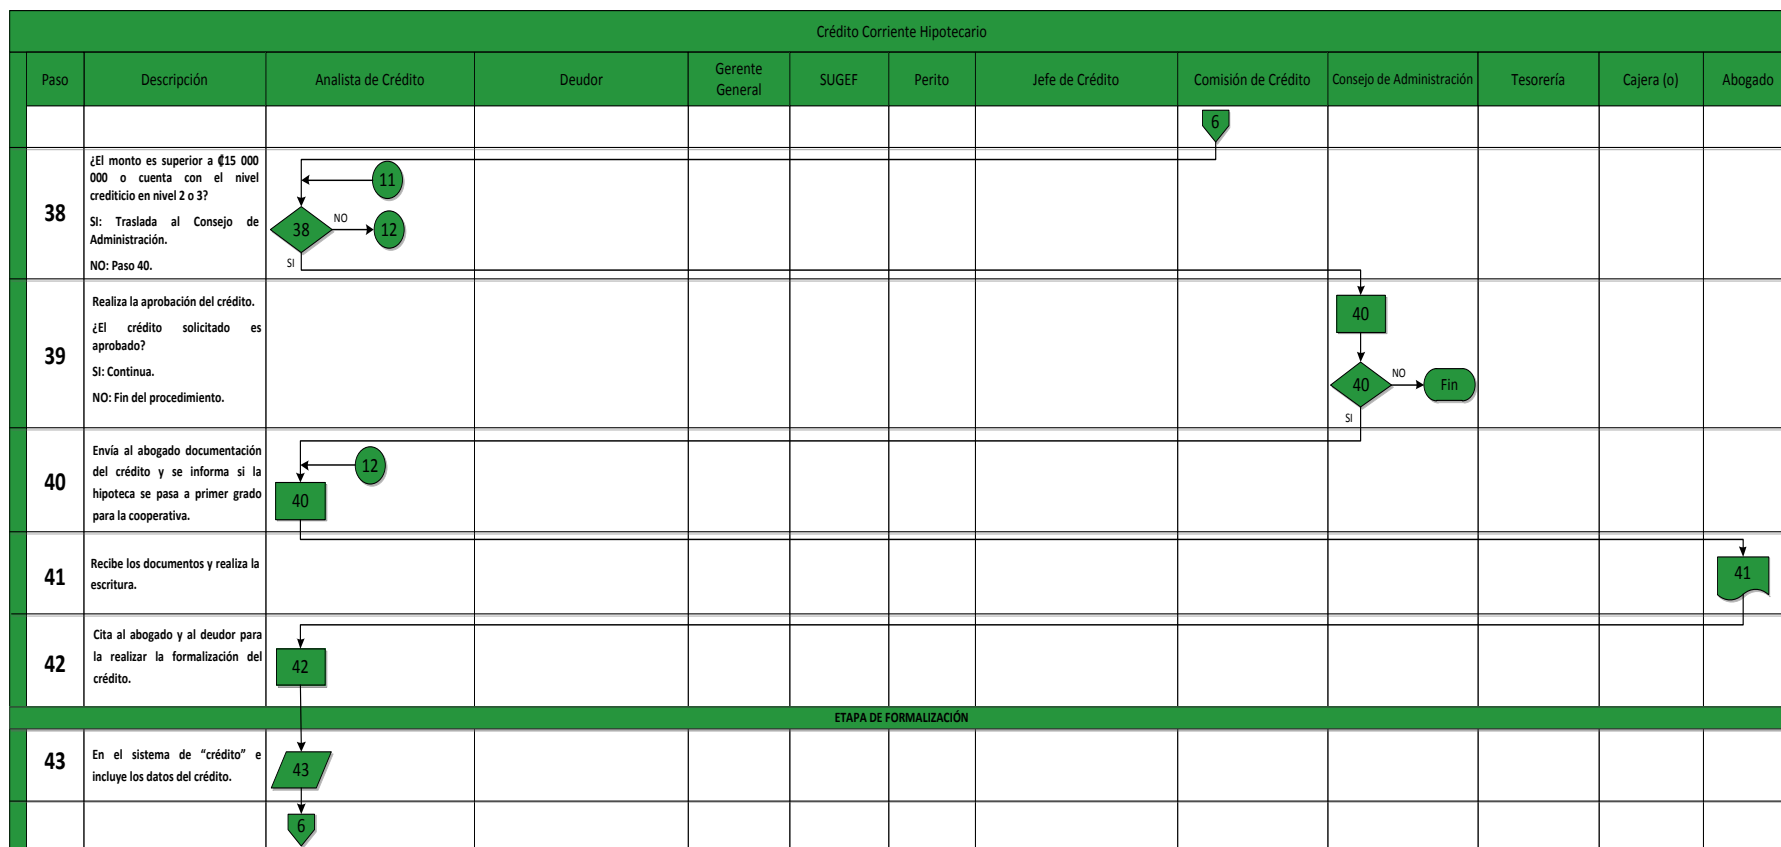 Crédito Corriente Hipotecario
Paso
Descripción
Analista de Crédito
Deudor
Gerente
General
SUGEF
Perito
Jefe de Crédito
Comisión de Crédito
Consejo de Administración
Tesorería
Cajera (o)
Abogado
6
38
¿El monto es superior a ₡15 000
000 o cuenta con el nivel
crediticio en nivel 2 o 3?
SI: Traslada al Consejo de
Administración.
NO: Paso 40.
11
38
NO
12
SI
39
Realiza la aprobación del crédito.
¿El crédito solicitado es
aprobado?
SI: Continua.
NO: Fin del procedimiento.
40
40
NO
Fin
SI
40
Envía al abogado documentación
del crédito y se informa si la
hipoteca se pasa a primer grado
para la cooperativa.
12
40
41
Recibe los documentos y realiza la
escritura.
41
42
Cita al abogado y al deudor para
la realizar la formalización del
crédito.
42
ETAPA DE FORMALIZACIÓN
43
En el sistema de “crédito” e
incluye los datos del crédito.
43
6